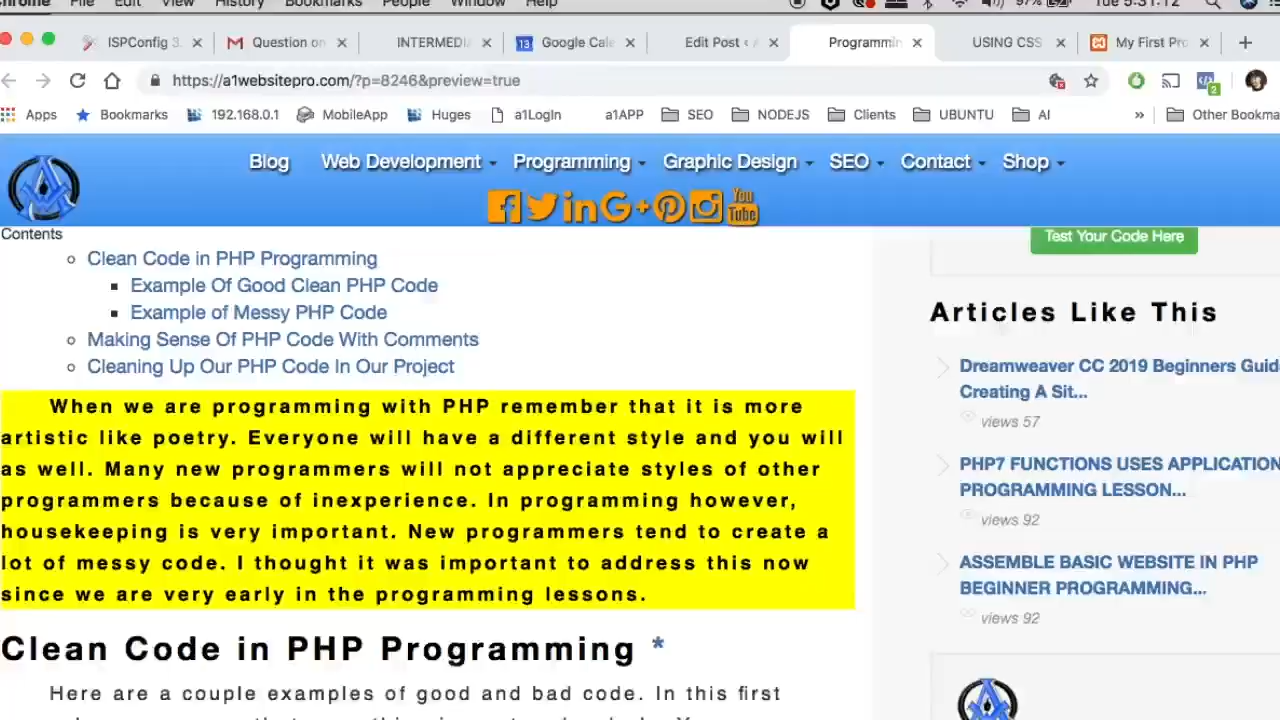 Chrome File Edit View History Bookmarks People Window Help 97% Tue 5:31:12
ISPConfig 3. Question on INTERMEDI 13 Google Cale Edit Post ‹ A Programmin USING CSS My First Pro
https://a1websitepro.com/?p=8246&preview=true 2
Apps Bookmarks 192.168.0.1 MobileApp Huges a1LogIn a1APP SEO NODEJS Clients UBUNTU AI » Other Bookma
Blog Web Development Programming Graphic Design SEO Contact Shop
You Tube
Contents
Clean Code in PHP Programming
Example Of Good Clean PHP Code
Example of Messy PHP Code
Making Sense Of PHP Code With Comments
Cleaning Up Our PHP Code In Our Project
When we are programming with PHP remember that it is more
artistic like poetry. Everyone will have a different style and you will
as well. Many new programmers will not appreciate styles of other
programmers because of inexperience. In programming however,
housekeeping is very important. New programmers tend to create a
lot of messy code. I thought it was important to address this now
since we are very early in the programming lessons.
Clean Code in PHP Programming *
Here are a couple examples of good and bad code. In this first
Test Your Code Here
Articles Like This
Dreamweaver CC 2019 Beginners Guid
Creating A Sit...
views 57
PHP7 FUNCTIONS USES APPLICATION
PROGRAMMING LESSON...
views 92
ASSEMBLE BASIC WEBSITE IN PHP
BEGINNER PROGRAMMING...
views 92